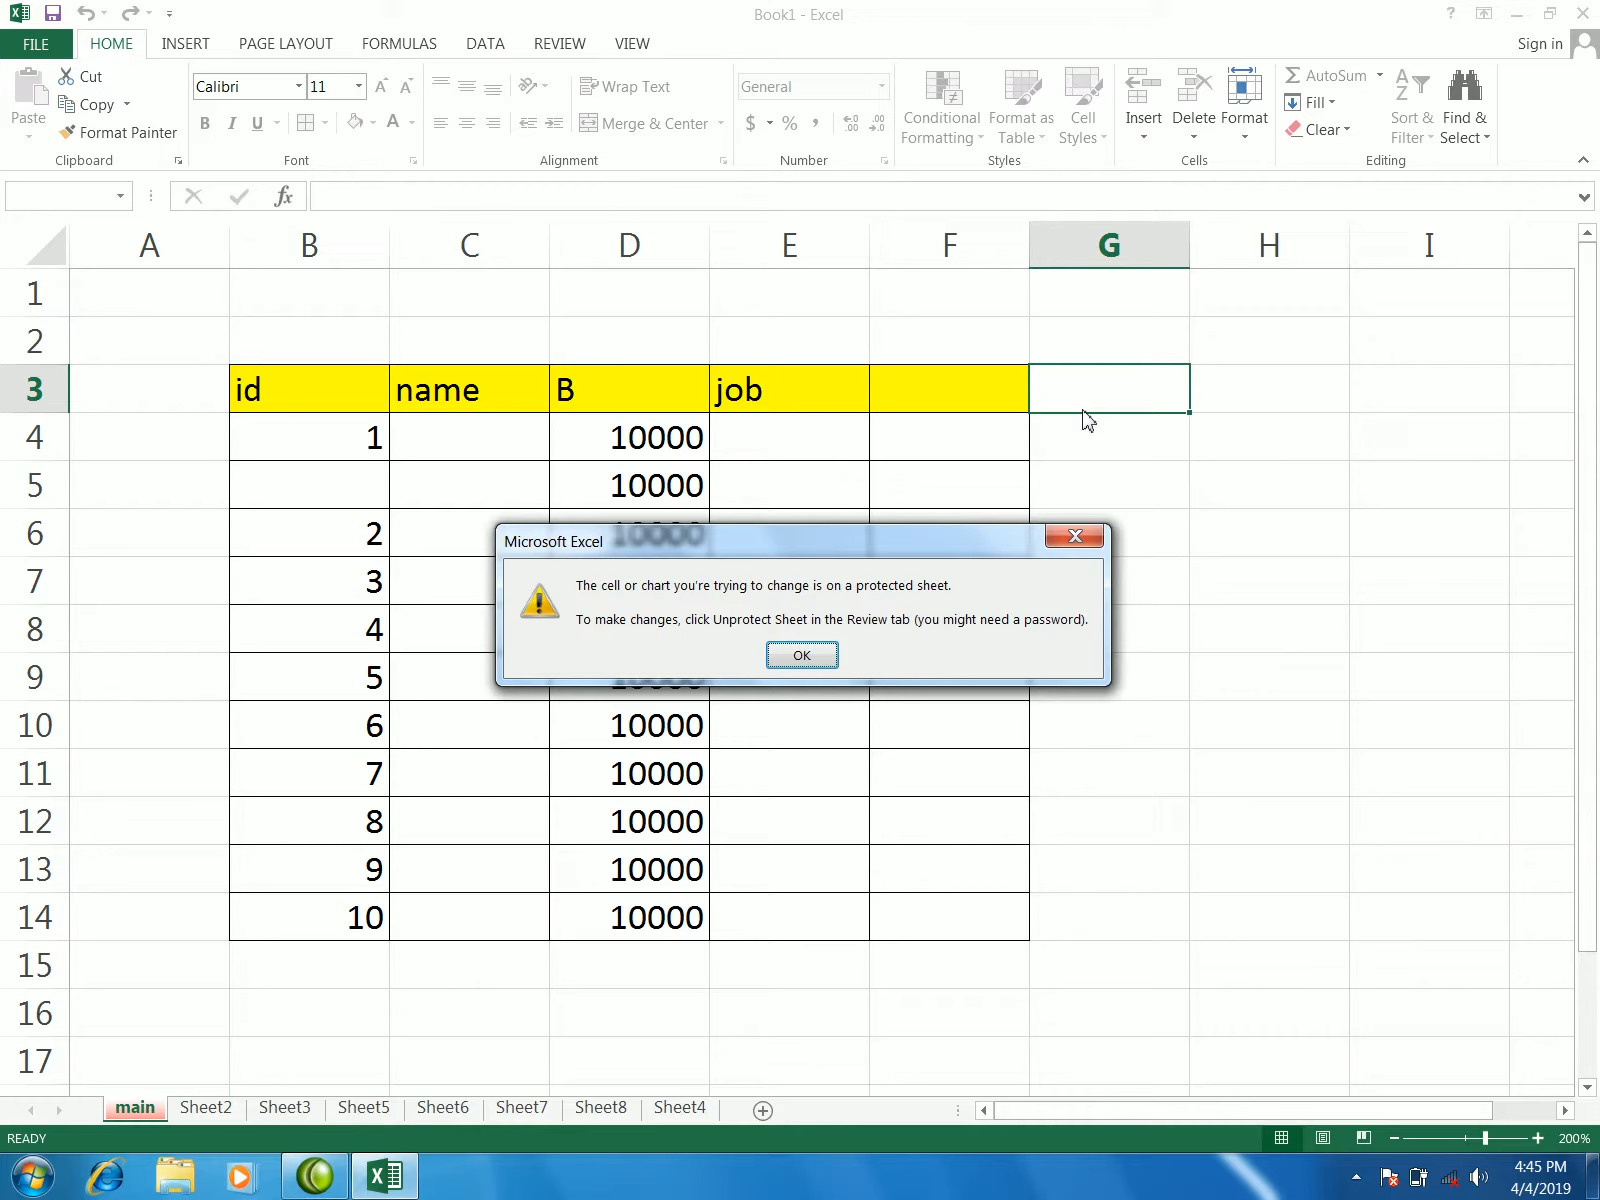 Book1 - Excel
?
FILE HOME INSERT PAGE LAYOUT FORMULAS DATA REVIEW VIEW Sign in
Paste
Cut
Copy
Format Painter
Clipboard
Calibri 11 A A
B I U A
Font
Wrap Text
Merge & Center
Alignment
General
$ % , .00 .00
Number
Conditional Formatting
Format as Table
Cell Styles
Styles
Insert Delete Format
Cells
AutoSum
Fill
Clear
Sort & Filter
Find & Select
Editing
fx
A B C D E F G H I
1
2
3 id name B job
4 1 10000
5 10000
6 2 10000
7 3
8 4
9 5 10000
10 6 10000
11 7 10000
12 8 10000
13 9 10000
14 10 10000
15
16
17
Microsoft Excel
The cell or chart you're trying to change is on a protected sheet.
To make changes, click Unprotect Sheet in the Review tab (you might need a password).
OK
main Sheet2 Sheet3 Sheet5 Sheet6 Sheet7 Sheet8 Sheet4
READY 200%
4:45 PM
4/4/2019